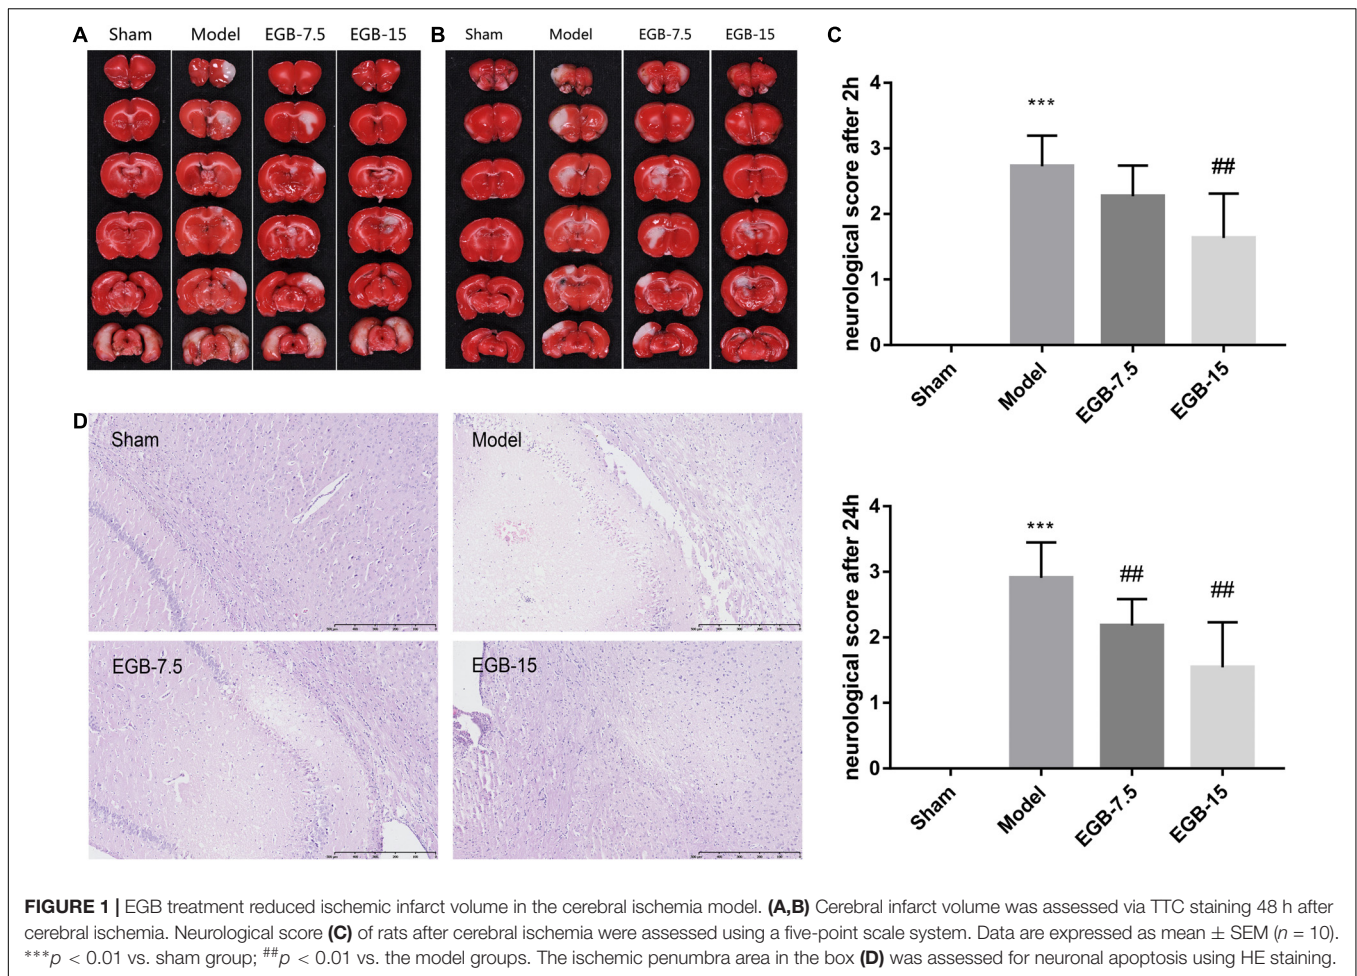 A Sham Model EGB-7.5 EGB-15
B Sham Model EGB-7.5 EGB-15
C
neurological score after 2h
4
3
2
1
0
***
##
Sham Model EGB-7.5 EGB-15
D
Sham
Model
EGB-7.5
EGB-15
neurological score after 24h
4
3
2
1
0
***
##
##
Sham Model EGB-7.5 EGB-15
FIGURE 1 | EGB treatment reduced ischemic infarct volume in the cerebral ischemia model. (A,B) Cerebral infarct volume was assessed via TTC staining 48 h after
cerebral ischemia. Neurological score (C) of rats after cerebral ischemia were assessed using a five-point scale system. Data are expressed as mean ± SEM (n = 10).
***p < 0.01 vs. sham group; ##p < 0.01 vs. the model groups. The ischemic penumbra area in the box (D) was assessed for neuronal apoptosis using HE staining.